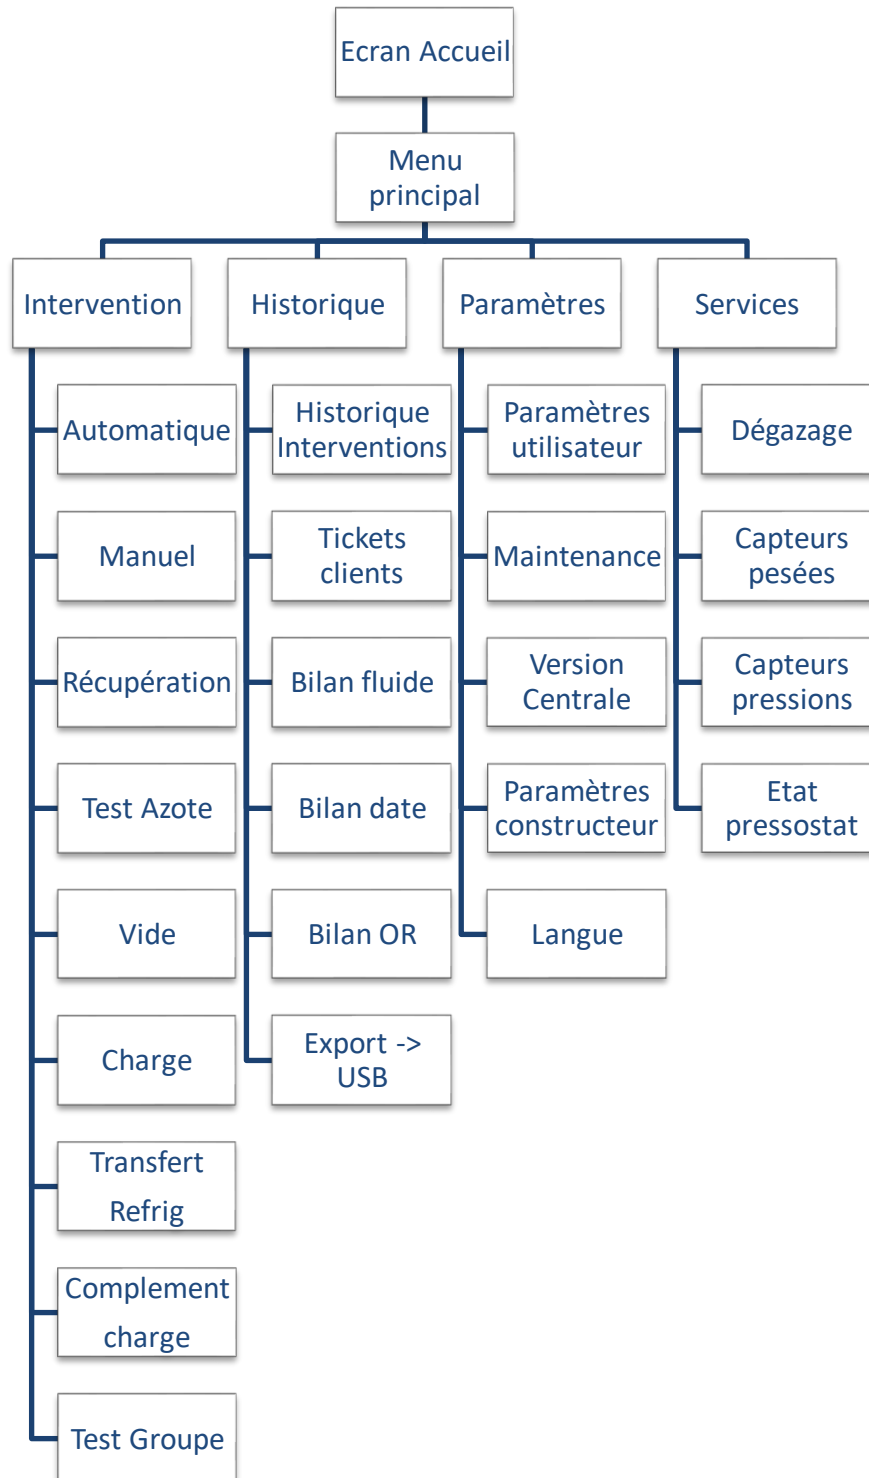 Ecran Accueil
Menu
principal
Intervention
Historique
Paramètres
Services
Automatique
Manuel
Récupération
Test Azote
Vide
Charge
Transfert
Refrig
Complement
charge
Test Groupe
Historique
Interventions
Tickets
clients
Bilan fluide
Bilan date
Bilan OR
Export ->
USB
Paramètres
utilisateur
Maintenance
Version
Centrale
Paramètres
constructeur
Langue
Dégazage
Capteurs
pesées
Capteurs
pressions
Etat
pressostat